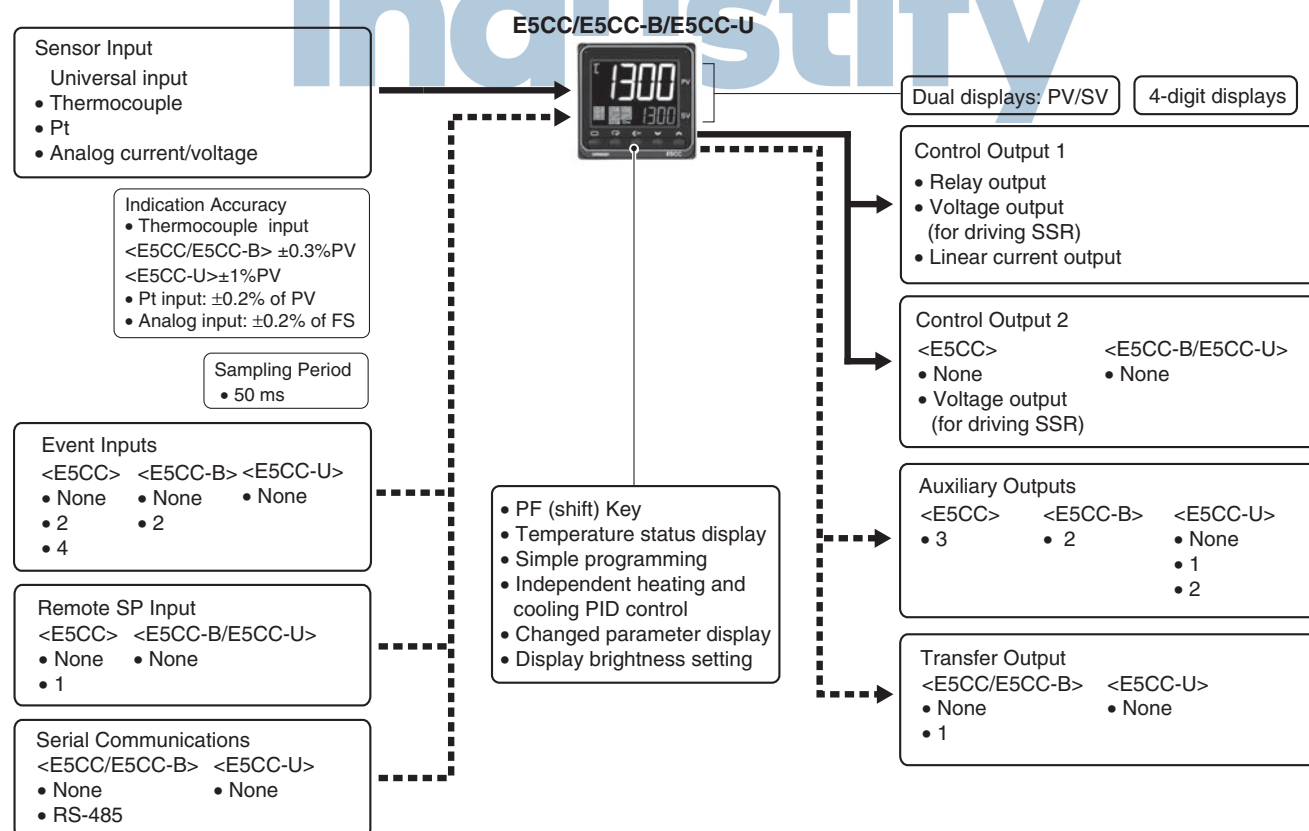 industify
E5CC/E5CC-B/E5CC-U
Sensor Input
Universal input
• Thermocouple
• Pt
• Analog current/voltage
Indication Accuracy
• Thermocouple input
<E5CC/E5CC-B> ±0.3%PV
<E5CC-U>±1%PV
• Pt input: ±0.2% of PV
• Analog input: ±0.2% of FS
Sampling Period
• 50 ms
Event Inputs
<E5CC> <E5CC-B> <E5CC-U>
• None • None • None
• 2 • 2
• 4
Remote SP Input
<E5CC> <E5CC-B/E5CC-U>
• None • None
• 1
Serial Communications
<E5CC/E5CC-B> <E5CC-U>
• None • None
• RS-485
1300 PV
1300 SV
OMRON E5CC
• PF (shift) Key
• Temperature status display
• Simple programming
• Independent heating and
cooling PID control
• Changed parameter display
• Display brightness setting
Dual displays: PV/SV
4-digit displays
Control Output 1
• Relay output
• Voltage output
(for driving SSR)
• Linear current output
Control Output 2
<E5CC> <E5CC-B/E5CC-U>
• None • None
• Voltage output
(for driving SSR)
Auxiliary Outputs
<E5CC> <E5CC-B> <E5CC-U>
• 3 • 2 • None
• 1
• 2
Transfer Output
<E5CC/E5CC-B> <E5CC-U>
• None • None
• 1